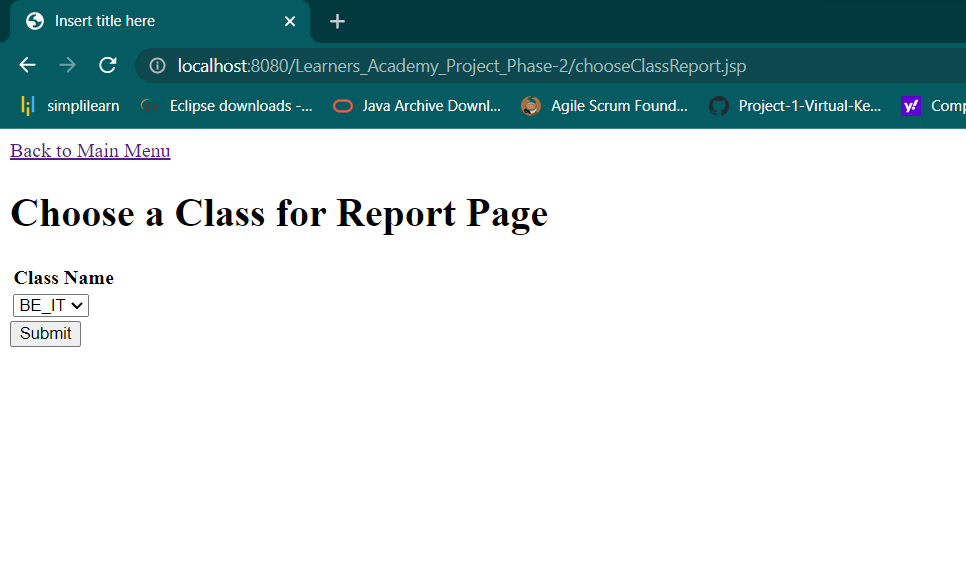 Insert title here
localhost:8080/Learners_Academy_Project_Phase-2/chooseClassReport.jsp
simplilearn Eclipse downloads -... Java Archive Downl... Agile Scrum Found... Project-1-Virtual-Ke... y! Comp
Back to Main Menu
Choose a Class for Report Page
Class Name
BE_IT
Submit